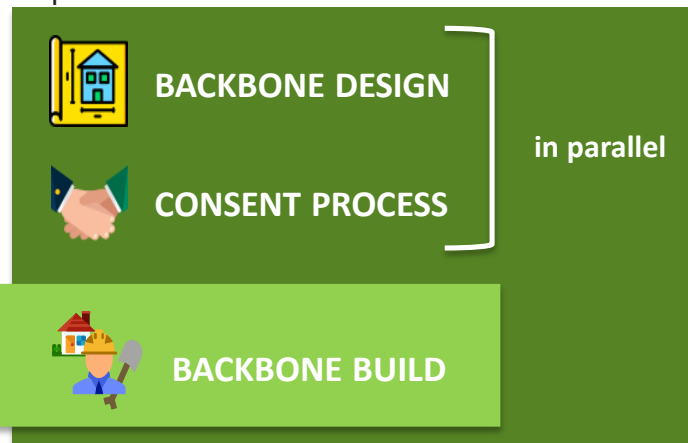 BACKBONE DESIGN
in parallel
CONSENT PROCESS
BACKBONE BUILD